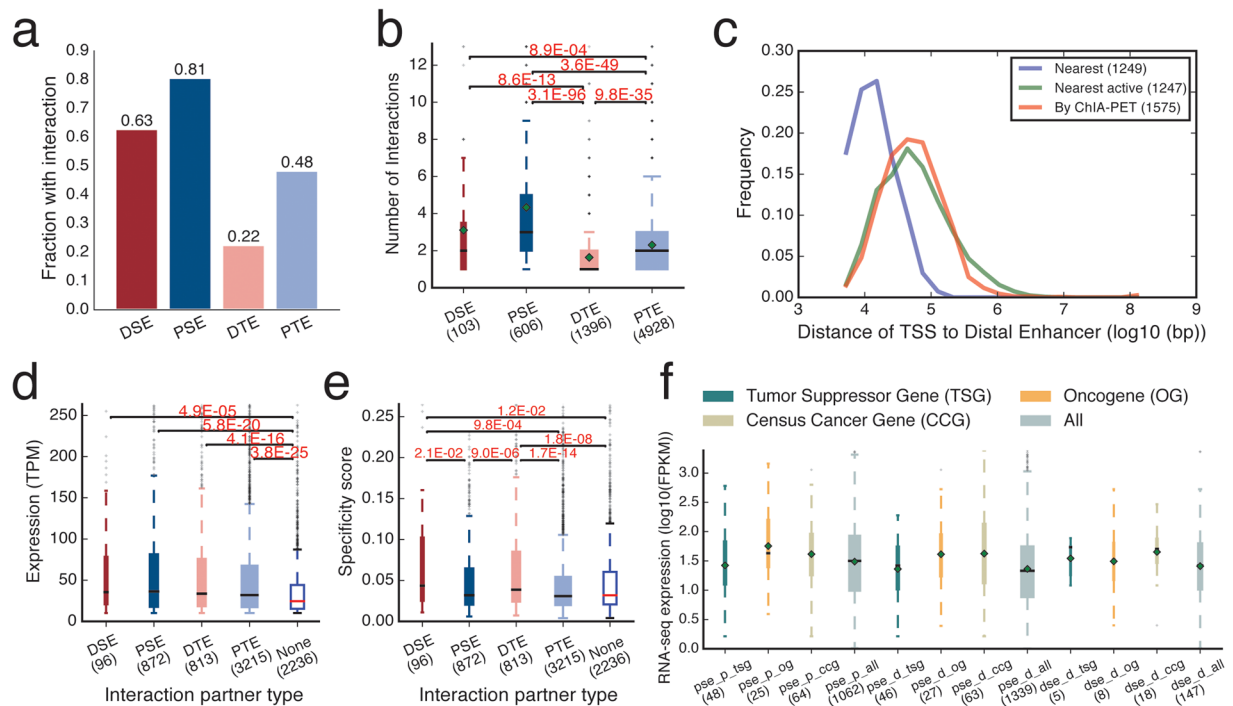 a
0.9
0.8
0.7
0.6
0.5
0.4
0.3
0.2
0.1
0.0
Fraction with interaction
0.63
0.81
0.22
0.48
DSE
PSE
DTE
PTE
b
12
10
8
6
4
2
0
Number of Interactions
8.9E-04
3.6E-49
8.6E-13
3.1E-96
9.8E-35
DSE
(103)
PSE
(606)
DTE
(1396)
PTE
(4928)
c
0.30
0.25
0.20
0.15
0.10
0.05
0.00
Frequency
Nearest (1249)
Nearest active (1247)
By ChIA-PET (1575)
3 4 5 6 7 8 9
Distance of TSS to Distal Enhancer (log10 (bp))
d
250
200
150
100
50
0
Expression (TPM)
4.9E-05
5.8E-20
4.1E-16
3.8E-25
DSE
(96)
PSE
(872)
DTE
(813)
PTE
(3215)
None
(2236)
Interaction partner type
e
0.25
0.20
0.15
0.10
0.05
0.00
Specificity score
1.2E-02
9.8E-04
1.8E-08
2.1E-02
9.0E-06
1.7E-14
DSE
(96)
PSE
(872)
DTE
(813)
PTE
(3215)
None
(2236)
Interaction partner type
f
Tumor Suppressor Gene (TSG)
Oncogene (OG)
Census Cancer Gene (CCG)
All
3.0
2.5
2.0
1.5
1.0
0.5
0.0
RNA-seq expression (log10(FPKM))
pse_p_tsg
(48)
pse_p_og
(25)
pse_p_ccg
(64)
pse_p_all
(1062)
pse_d_tsg
(46)
pse_d_og
(27)
pse_d_ccg
(63)
pse_d_all
(1339)
dse_d_tsg
(5)
dse_d_og
(8)
dse_d_ccg
(18)
dse_d_all
(147)